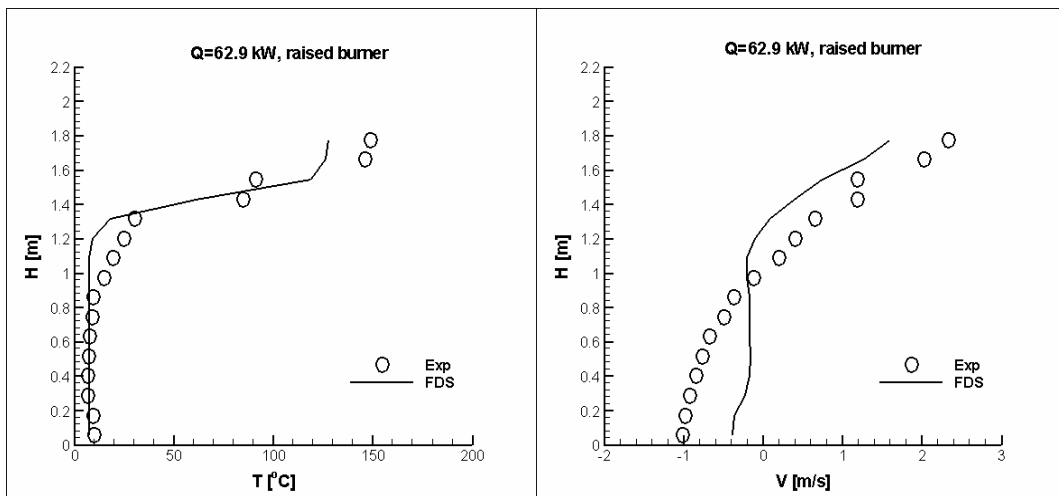 Q=62.9 kW, raised burner
2.2
2
1.8
1.6
1.4
1.2
1
0.8
0.6
0.4
0.2
0
H [m]
Exp
FDS
0 50 100 150 200
T [°C]
Q=62.9 kW, raised burner
2.2
2
1.8
1.6
1.4
1.2
1
0.8
0.6
0.4
0.2
0
H [m]
Exp
FDS
-2 -1 0 1 2 3
V [m/s]